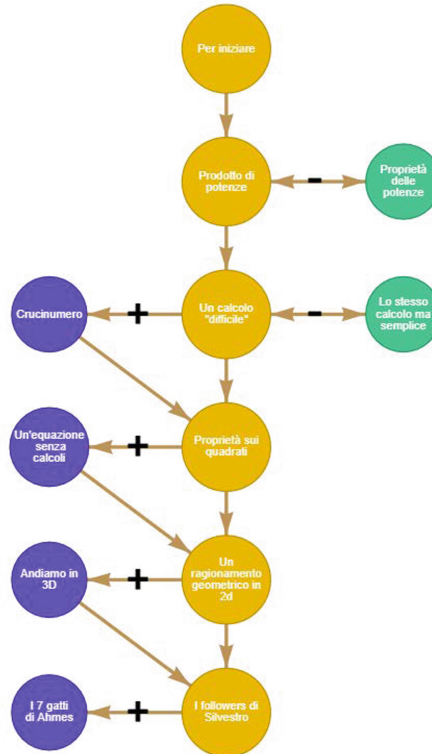 Per iniziare
Prodotto di
potenze
Proprietà
delle
potenze
Crucinumero
Un calcolo
"difficile"
Lo stesso
calcolo ma
semplice
Un'equazione
senza
calcoli
Proprietà sui
quadrati
Andiamo in
3D
Un
ragionamento
geometrico in
2d
I 7 gatti
di Ahmes
I followers di
Silvestro